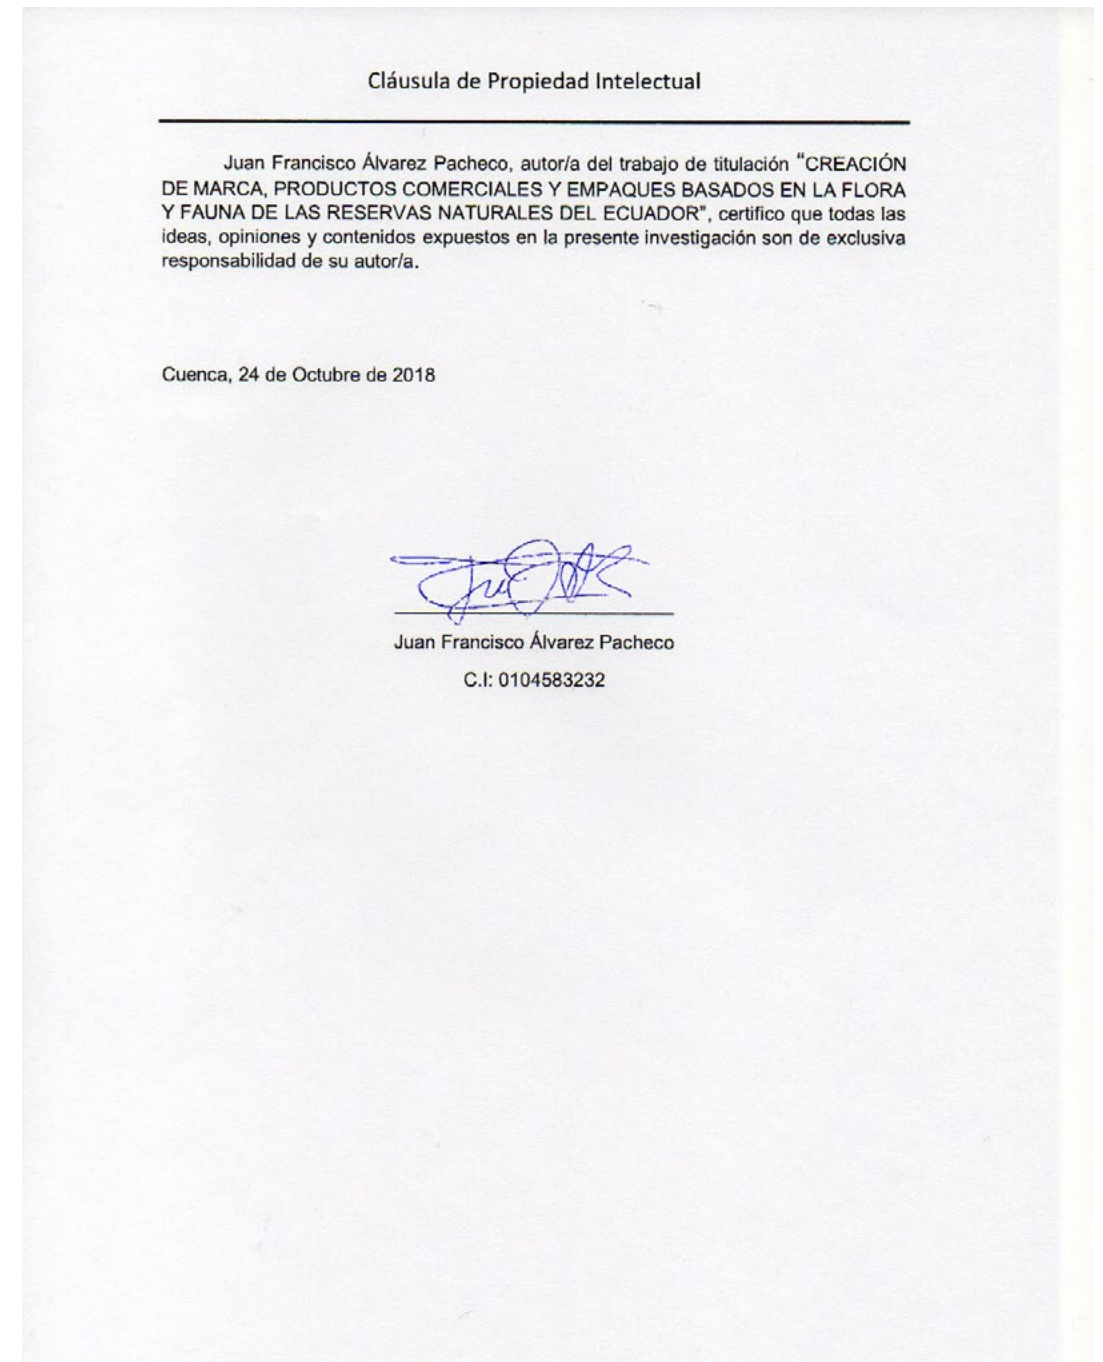 Cláusula de Propiedad Intelectual
Juan Francisco Álvarez Pacheco, autor/a del trabajo de titulación “CREACIÓN
DE MARCA, PRODUCTOS COMERCIALES Y EMPAQUES BASADOS EN LA FLORA
Y FAUNA DE LAS RESERVAS NATURALES DEL ECUADOR", certifico que todas las
ideas, opiniones y contenidos expuestos en la presente investigación son de exclusiva
responsabilidad de su autor/a.
Cuenca, 24 de Octubre de 2018
Juan Francisco Álvarez Pacheco
C.I: 0104583232